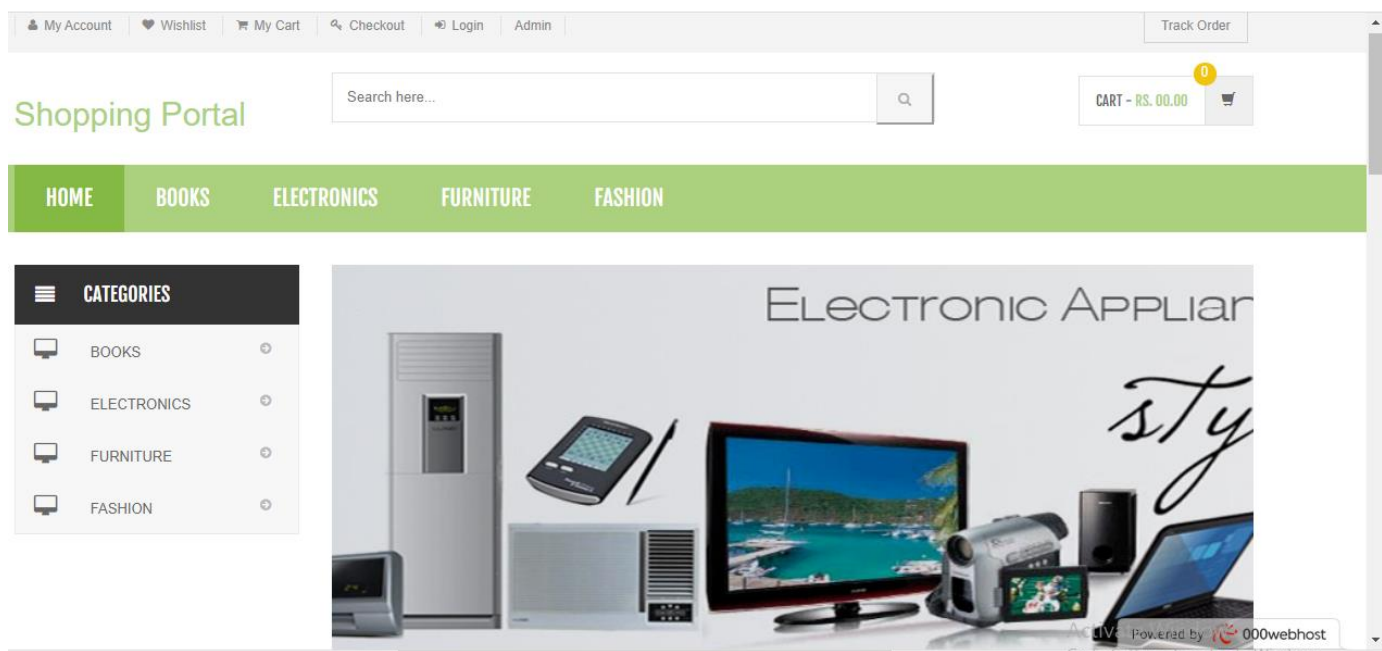 My Account Wishlist My Cart Checkout Login Admin Track Order
0
Search here...
Shopping Portal
CART - RS. 00.00
HOME BOOKS ELECTRONICS FURNITURE FASHION
CATEGORIES
BOOKS
ELECTRONICS
FURNITURE
FASHION
Electronic Applian
sty
Powered by 000webhost